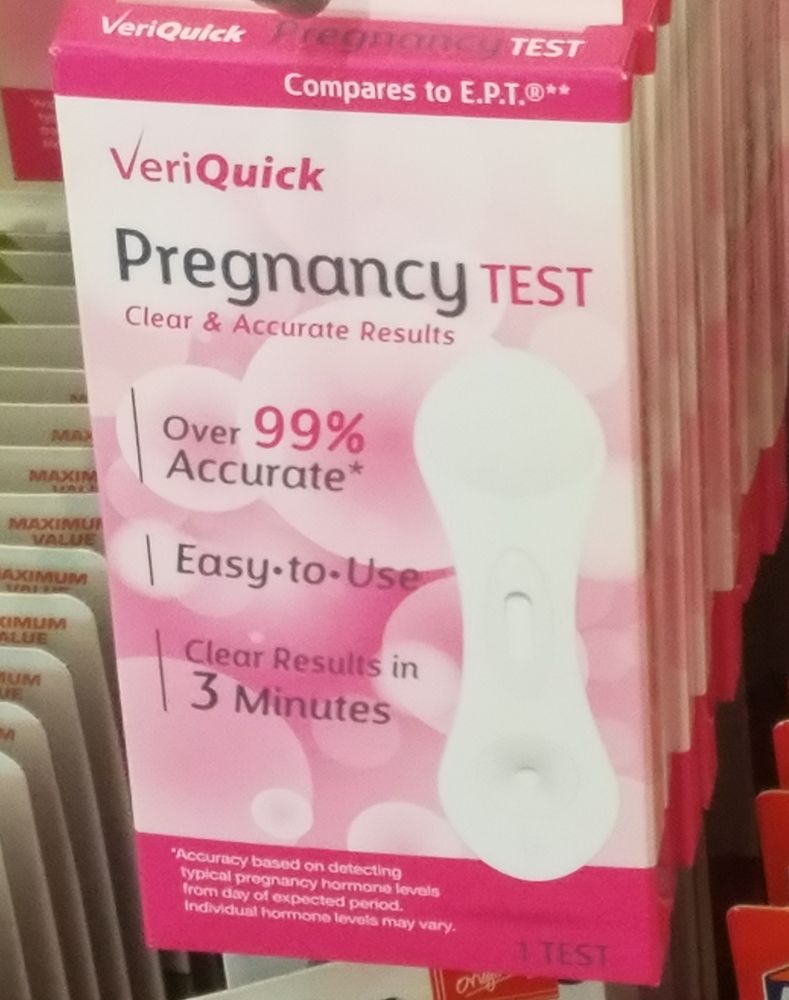 VeriQuick Pregnancy TEST
Compares to E.P.T.®**
VeriQuick
Pregnancy TEST
Clear & Accurate Results
Over 99%
Accurate*
Easy•to•Use
Clear Results in
3 Minutes
*Accuracy based on detecting
typical pregnancy hormone levels
from day of expected period.
Individual hormone levels may vary.
1 TEST
MAXIMUM
VALUE
MAXIMUM